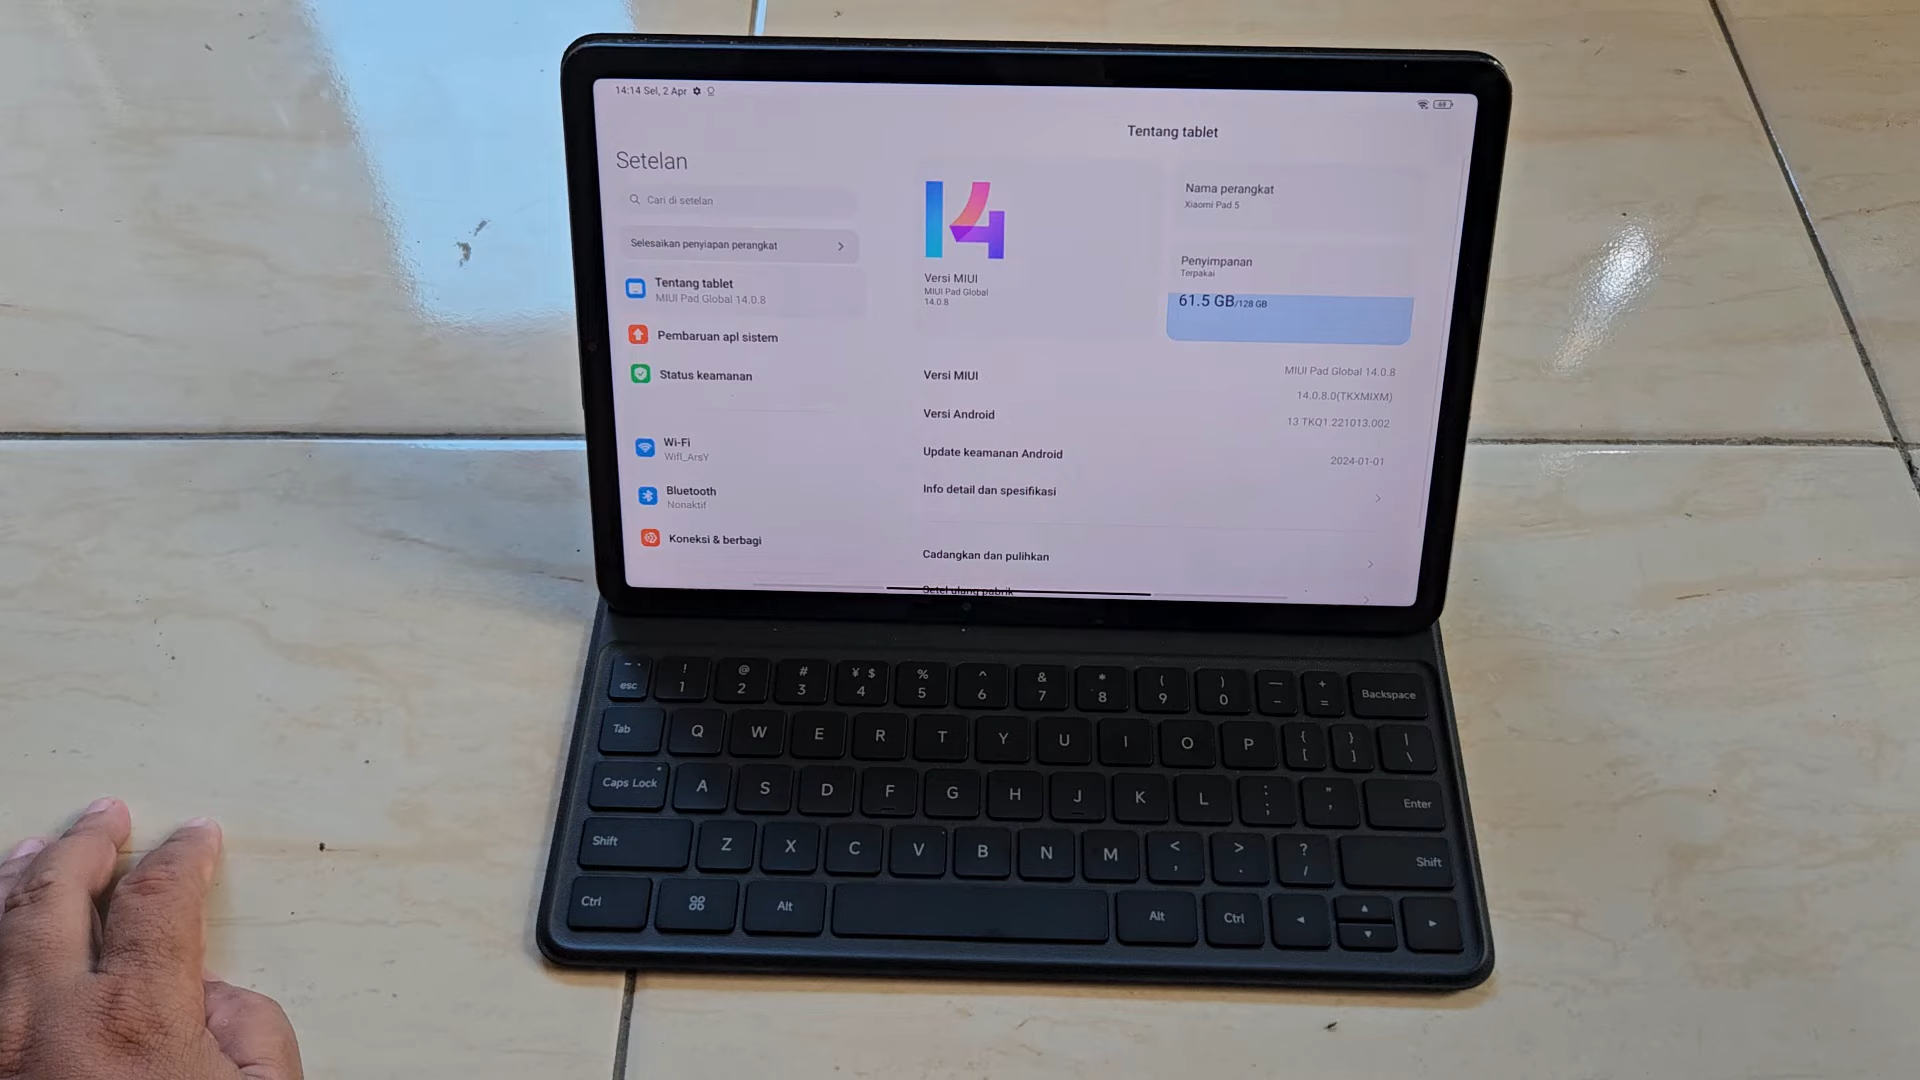 14:14 Sel, 2 Apr
69
Setelan
Cari di setelan
Selesaikan penyiapan perangkat
Tentang tablet
MIUI Pad Global 14.0.8
Pembaruan apl sistem
Status keamanan
Wi-Fi
Wifi_ArsY
Bluetooth
Nonaktif
Koneksi & berbagi
Tentang tablet
14
Versi MIUI
MIUI Pad Global
14.0.8
Nama perangkat
Xiaomi Pad 5
Penyimpanan
Terpakai
61.5 GB/128 GB
Versi MIUI
MIUI Pad Global 14.0.8
14.0.8.0(TKXMIXM)
Versi Android
13 TKQ1.221013.002
Update keamanan Android
2024-01-01
Info detail dan spesifikasi
Cadangkan dan pulihkan
Setel ulang pabrik
~ ` ! @ # ¥ $ % ^ & * ( ) — +
esc 1 2 3 4 5 6 7 8 9 0 - = Backspace
Tab Q W E R T Y U I O P { [ } ] | \
Caps Lock A S D F G H J K L : ; " ' Enter
Shift Z X C V B N M < , > . ? / Shift
Ctrl ⌘ Alt Alt Ctrl ◀ ▲ ▼ ▶